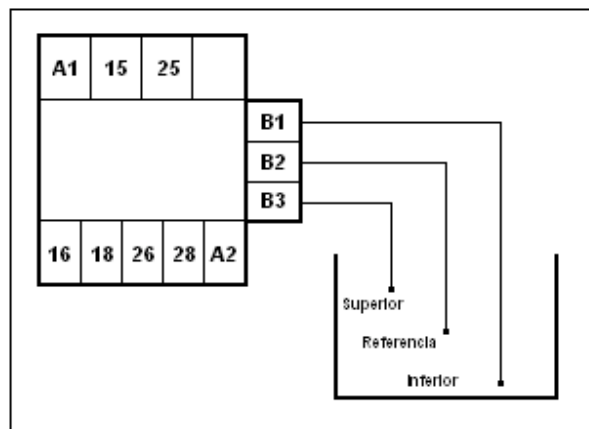 A1 15 25
B1
B2
B3
16 18 26 28 A2
Superior
Referencia
Inferior